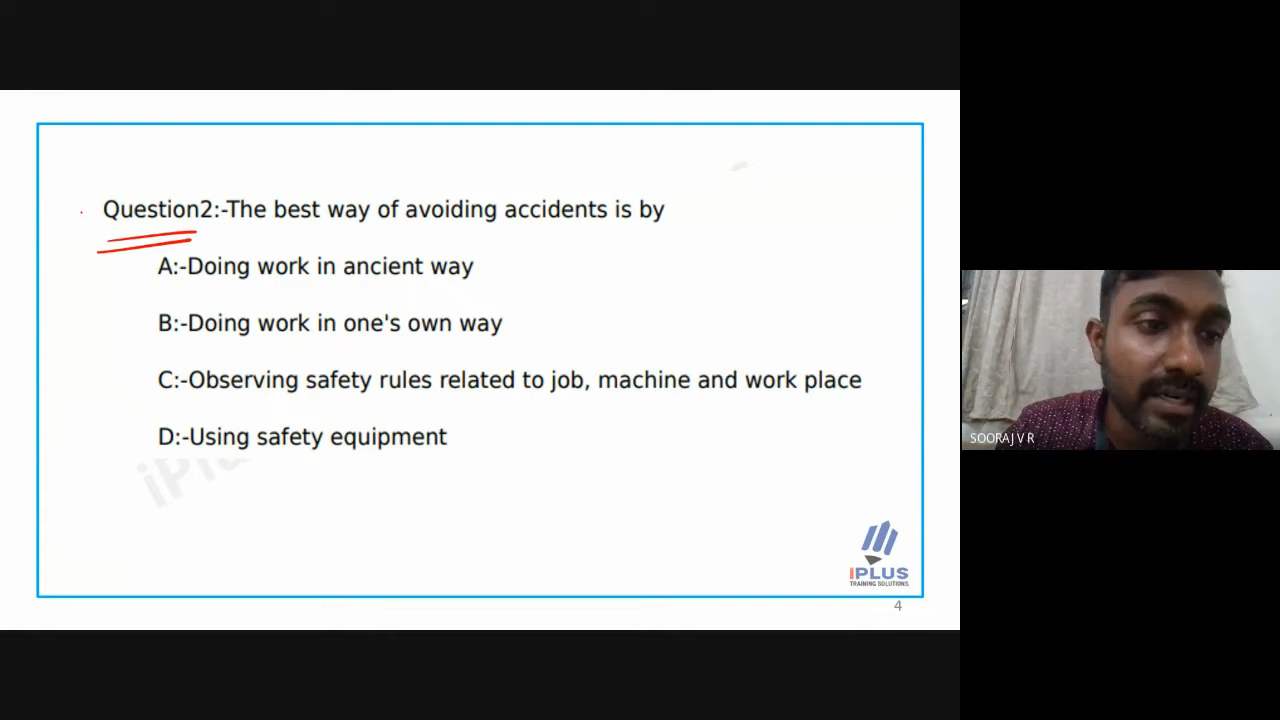 Question2:-The best way of avoiding accidents is by
A:-Doing work in ancient way
B:-Doing work in one's own way
C:-Observing safety rules related to job, machine and work place
D:-Using safety equipment
iPlu
IPLUS
TRAINING SOLUTIONS
4
SOORAJ V R